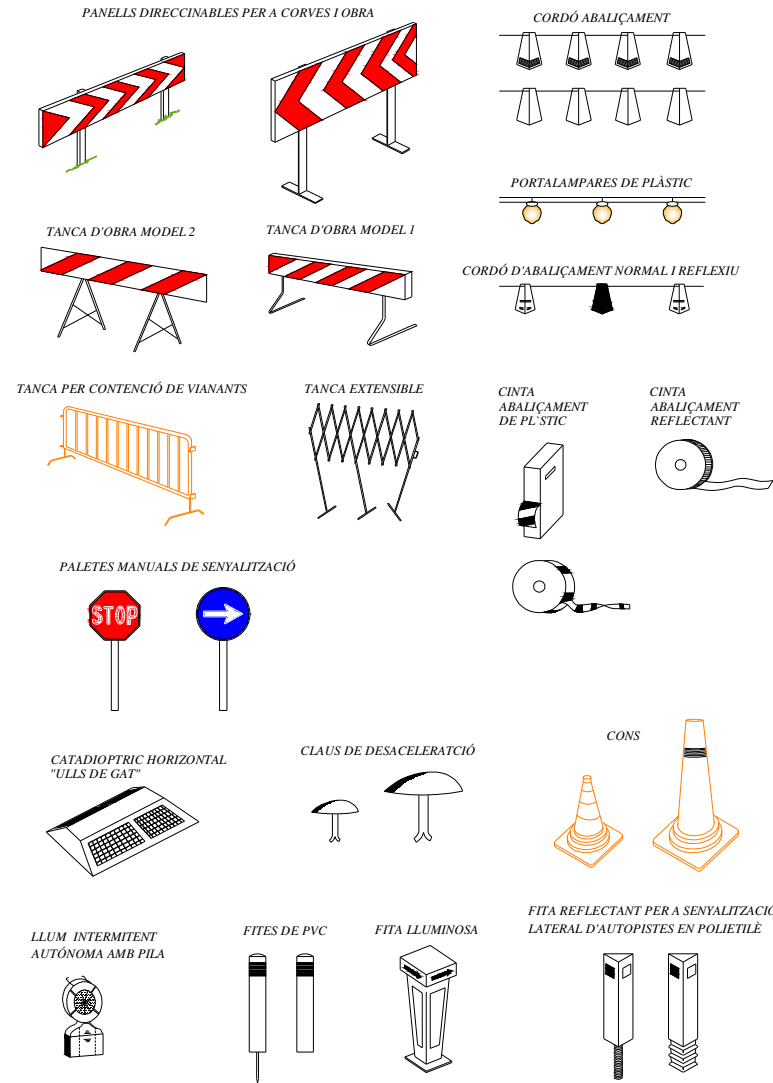 PANELLS DIRECCINABLES PER A CORVES I OBRA
CORDÓ ABALIÇAMENT
PORTALAMPARES DE PLÀSTIC
TANCA D'OBRA MODEL 2
TANCA D'OBRA MODEL 1
CORDÓ D'ABALIÇAMENT NORMAL I REFLEXIU
TANCA PER CONTENCIÓ DE VIANANTS
TANCA EXTENSIBLE
CINTA
ABALIÇAMENT
DE PL`STIC
CINTA
ABALIÇAMENT
REFLECTANT
PALETES MANUALS DE SENYALITZACIÓ
STOP
CATADIOPTRIC HORIZONTAL
"ULLS DE GAT"
CLAUS DE DESACELERATCIÓ
CONS
LLUM INTERMITENT
AUTÓNOMA AMB PILA
FITES DE PVC
FITA LLUMINOSA
FITA REFLECTANT PER A SENYALITZACIÓ
LATERAL D'AUTOPISTES EN POLIETILÈ